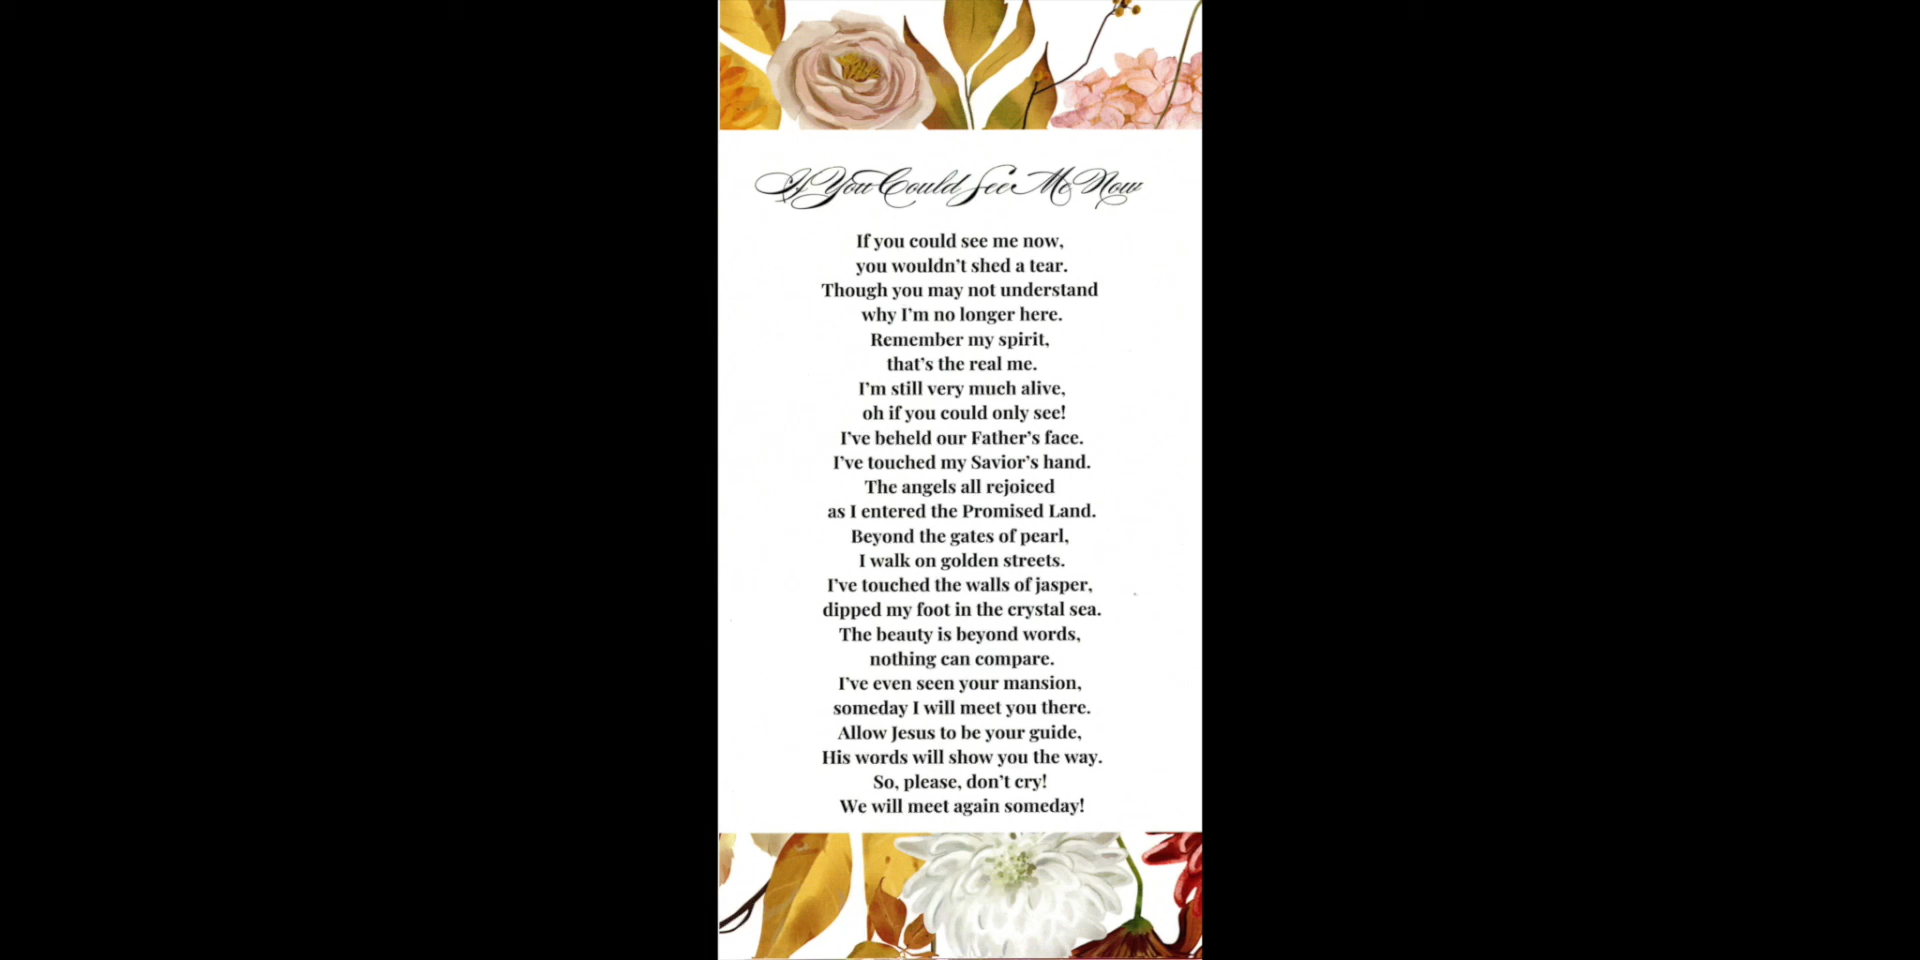 If You Could See Me Now
If you could see me now,
you wouldn’t shed a tear.
Though you may not understand
why I’m no longer here.
Remember my spirit,
that’s the real me.
I’m still very much alive,
oh if you could only see!
I’ve beheld our Father’s face.
I’ve touched my Savior’s hand.
The angels all rejoiced
as I entered the Promised Land.
Beyond the gates of pearl,
I walk on golden streets.
I’ve touched the walls of jasper,
dipped my foot in the crystal sea.
The beauty is beyond words,
nothing can compare.
I’ve even seen your mansion,
someday I will meet you there.
Allow Jesus to be your guide,
His words will show you the way.
So, please, don’t cry!
We will meet again someday!